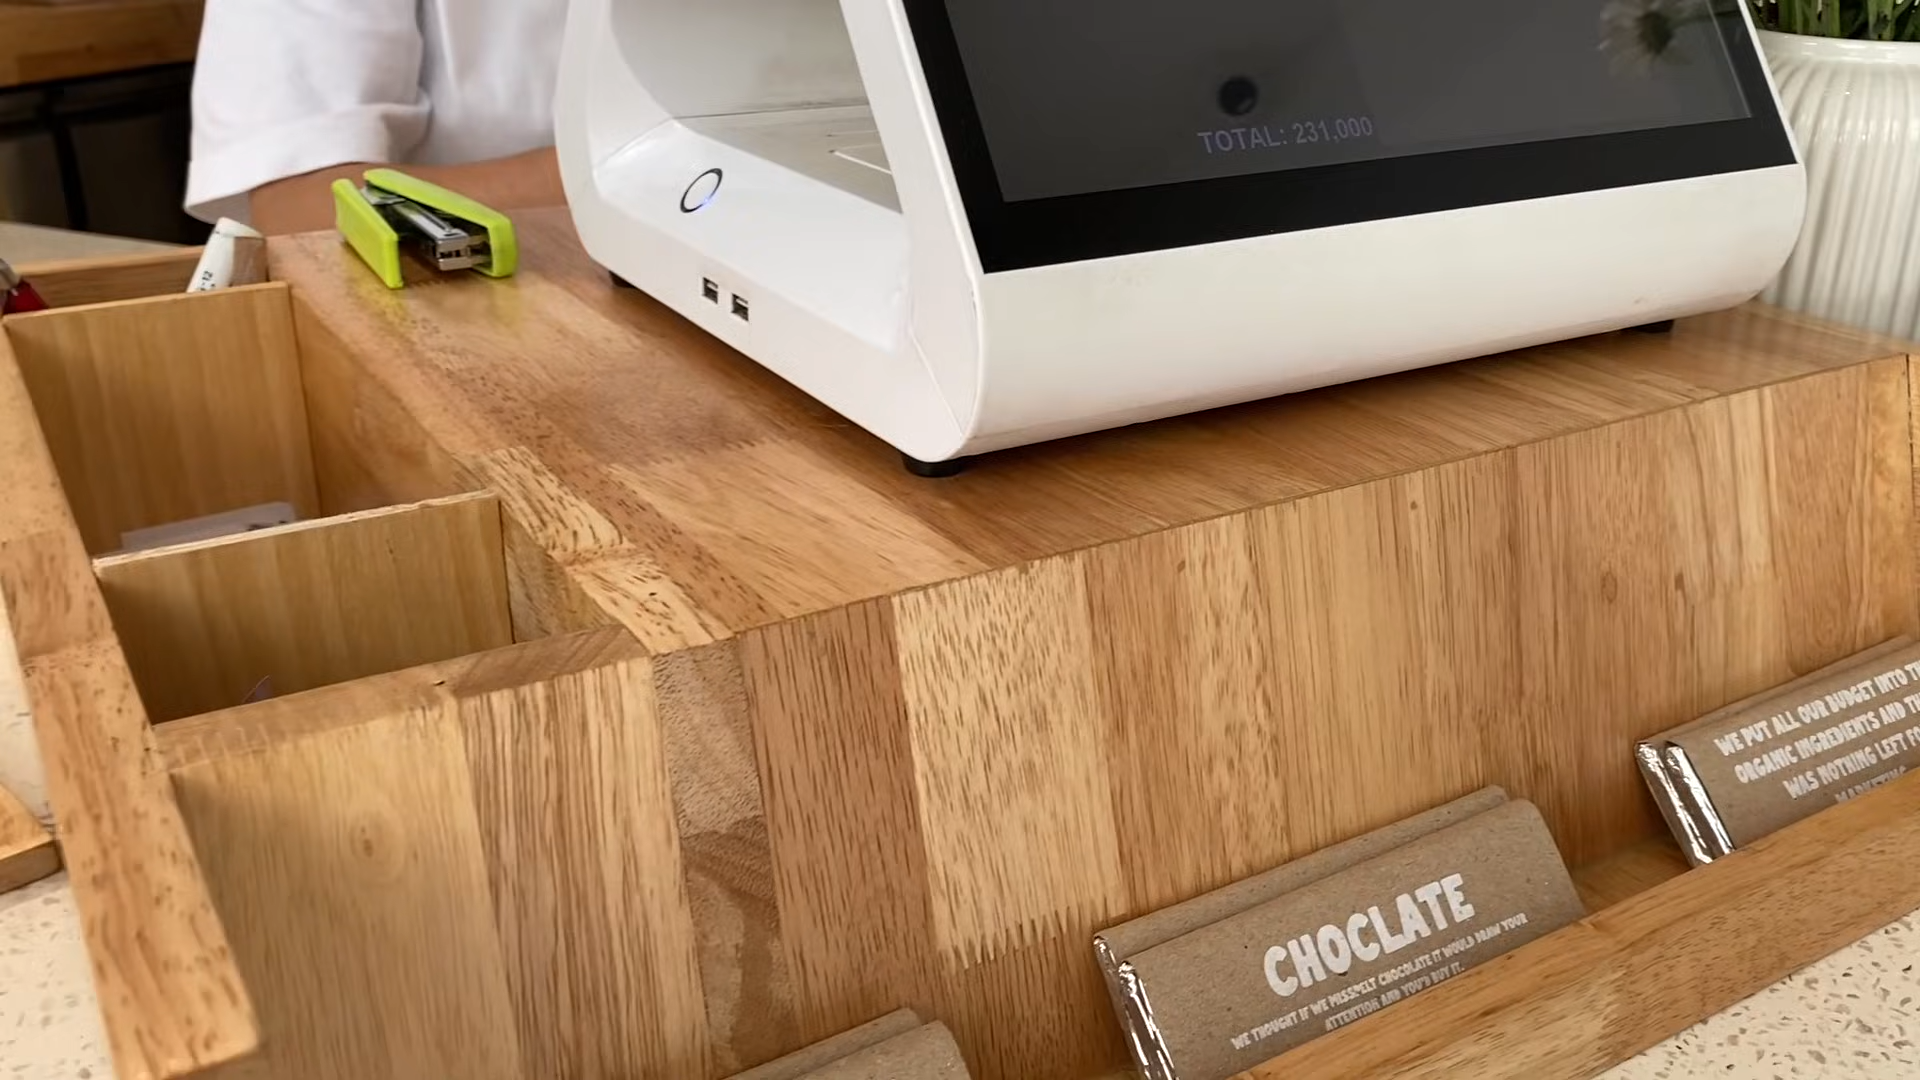 TOTAL: 231,000
WE PUT ALL OUR BUDGET INTO
ORGANIC INGREDIENTS AND
WAS NOTHING LEFT
CHOCLATE
WE THOUGHT IF WE MISSPELT CHOCOLATE IT WOULD DRAW YOUR
ATTENTION AND YOU'D BUY IT.